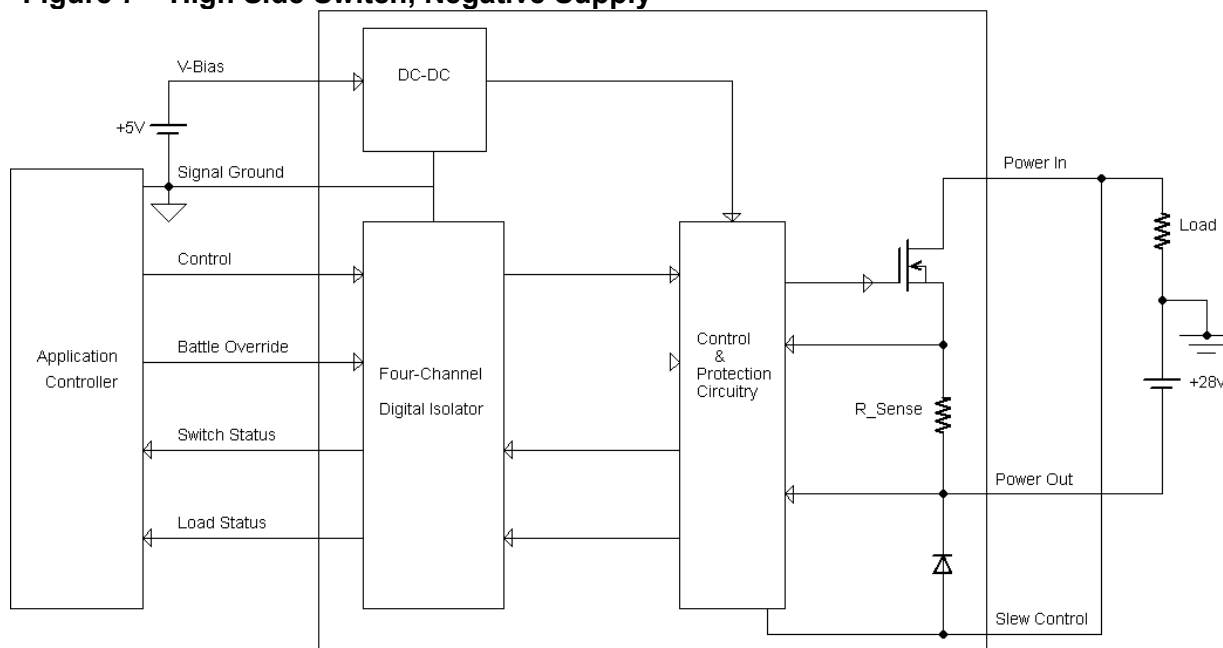 Figure 7 – High Side Switch, Negative Supply
V-Bias
DC-DC
+5V
Signal Ground
Power In
Load
Control
Battle Override
Application
Controller
Four-Channel
Digital Isolator
Control
&
Protection
Circuitry
+28v
R_Sense
Switch Status
Power Out
Load Status
Slew Control